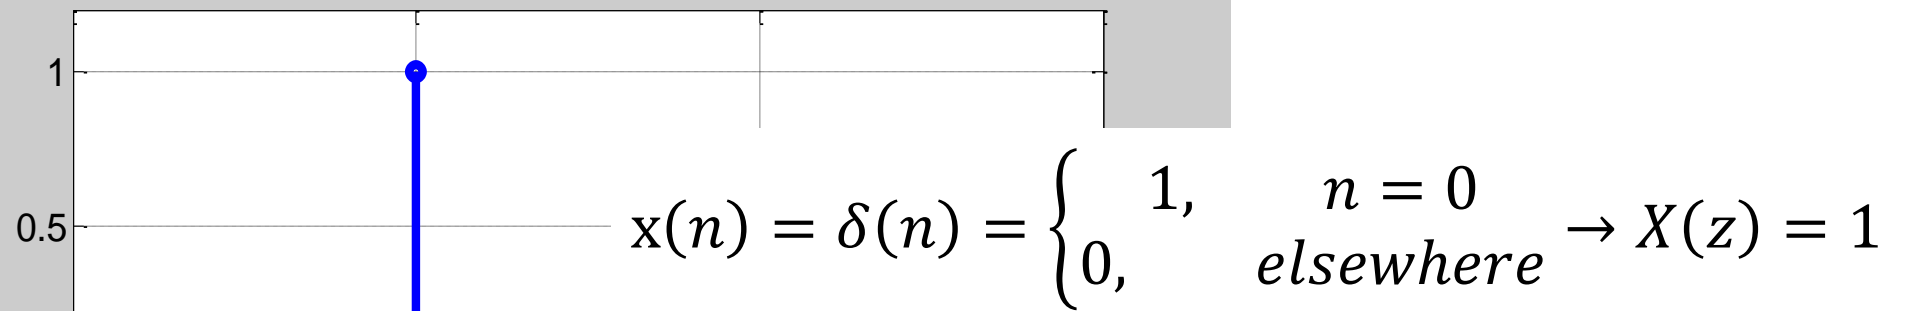 1
0.5
x(n) = δ(n) = { 1, n = 0
0, elsewhere → X(z) = 1